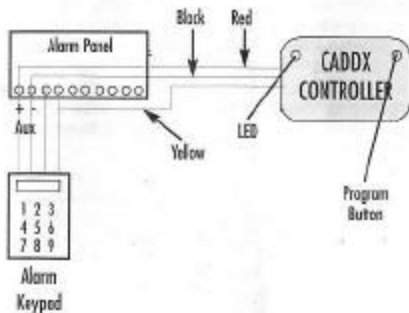 Black
Red
Alarm Panel
CADDX
CONTROLLER
+ -
Aux
LED
Yellow
Program
Button
1 2 3
4 5 6
7 8 9
Alarm
Keypad